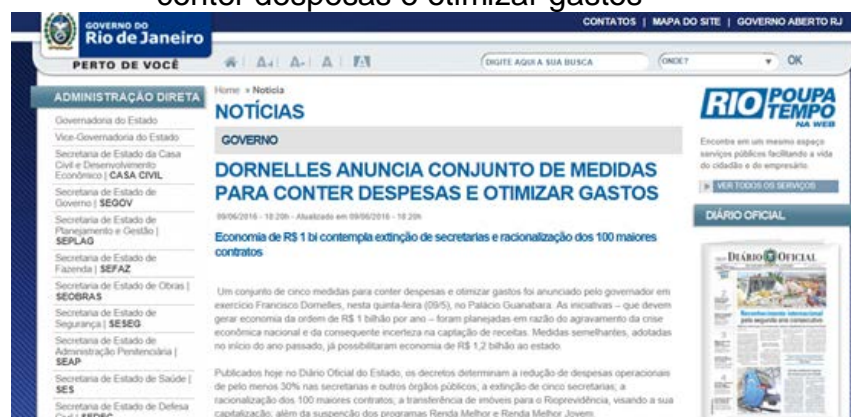 conter despesas e otimizar gastos
CONTATOS | MAPA DO SITE | GOVERNO ABERTO RJ
GOVERNO DO
Rio de Janeiro
PERTO DE VOCÊ
DIGITE AQUI A SUA BUSCA
ONDE?
OK
ADMINISTRAÇÃO DIRETA
Governadoria do Estado
Vice-Governadoria do Estado
Secretaria de Estado da Casa
Civil e Desenvolvimento
Econômico | CASA CIVIL
Secretaria de Estado de
Governo | SEGOV
Secretaria de Estado de
Planejamento e Gestão |
SEPLAG
Secretaria de Estado de
Fazenda | SEFAZ
Secretaria de Estado de Obras |
SEOBRAS
Secretaria de Estado de
Segurança | SESEG
Secretaria de Estado de
Administração Penitenciária |
SEAP
Secretaria de Estado de Saúde |
SES
Secretaria de Estado de Defesa
Civil | SEDEC
Home » Notícia
NOTÍCIAS
GOVERNO
DORNELLES ANUNCIA CONJUNTO DE MEDIDAS
PARA CONTER DESPESAS E OTIMIZAR GASTOS
09/06/2016 - 18:20h - Atualizado em 09/06/2016 - 18:20h
Economia de R$ 1 bi contempla extinção de secretarias e racionalização dos 100 maiores
contratos
Um conjunto de cinco medidas para conter despesas e otimizar gastos foi anunciado pelo governador em
exercício Francisco Dornelles, nesta quinta-feira (09/5), no Palácio Guanabara. As iniciativas – que devem
gerar economia da ordem de R$ 1 bilhão por ano – foram planejadas em razão do agravamento da crise
econômica nacional e da consequente incerteza na captação de receitas. Medidas semelhantes, adotadas
no início do ano passado, já possibilitaram economia de R$ 1,2 bilhão ao estado.
Publicados hoje no Diário Oficial do Estado, os decretos determinam a redução de despesas operacionais
de pelo menos 30% nas secretarias e outros órgãos públicos; a extinção de cinco secretarias; a
racionalização dos 100 maiores contratos; a transferência de imóveis para o Rioprevidência, visando a sua
capitalização, além da suspenção dos programas Renda Melhor e Renda Melhor Jovem.
RIO POUPA
TEMPO
NA WEB
Encontre em um mesmo espaço
serviços públicos facilitando a vida
do cidadão e do empresário.
VER TODOS OS SERVIÇOS
DIÁRIO OFICIAL
DIÁRIO OFICIAL
Reconhecimento internacional
pelo segundo ano consecutivo